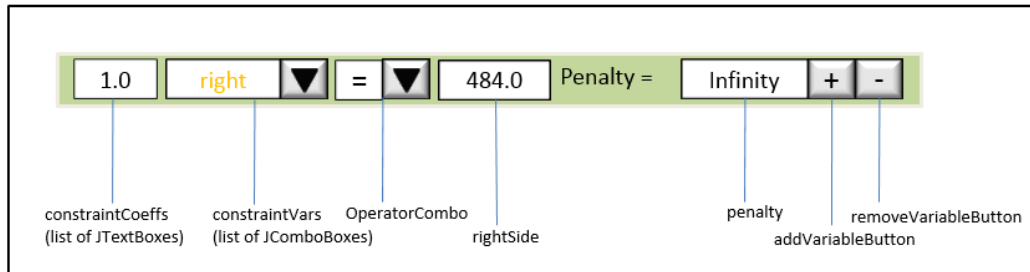 1.0 right = 484.0 Penalty = Infinity + -
constraintCoeffs
(list of JTextBoxes)
constraintVars
(list of JComboBoxes)
OperatorCombo
rightSide
penalty
addVariableButton
removeVariableButton